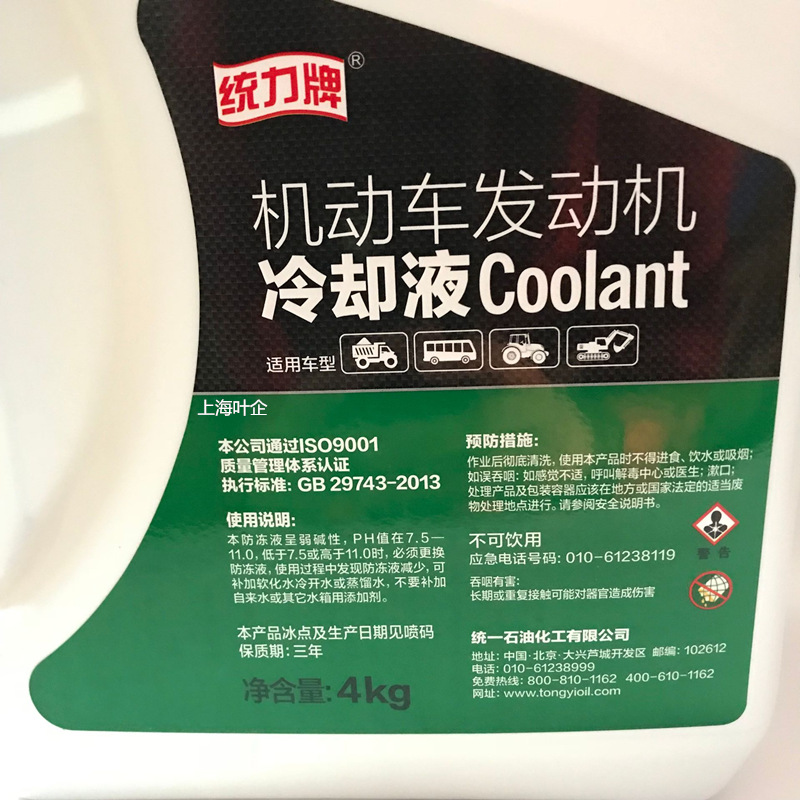 统力牌®
机动车发动机
冷却液Coolant
适用车型
上海叶企
本公司通过ISO9001
质量管理体系认证
执行标准: GB 29743-2013
使用说明:
本防冻液呈弱碱性，PH值在7.5—
11.0，低于7.5或高于11.0时，必须更换
防冻液，使用过程中发现防冻液减少，可
补加软化水冷开水或蒸馏水，不要补加
自来水或其它水箱用添加剂。
本产品冰点及生产日期见喷码
保质期: 三年
净含量: 4kg
预防措施:
作业后彻底清洗，使用本产品时不得进食、饮水或吸烟；
如误吞咽: 如感觉不适，呼叫解毒中心或医生；漱口；
处理产品及包装容器应该在地方或国家法定的适当废
物处理地点进行。请参阅安全说明书。
不可饮用
应急电话号码: 010-61238119
吞咽有害:
长期或重复接触可能对器官造成伤害
警 告
统一石油化工有限公司
地址: 中国·北京·大兴芦城开发区 邮编: 102612
电话: 010-61238999
免费热线: 800-810-1162 400-610-1162
网址: www.tongyioil.com